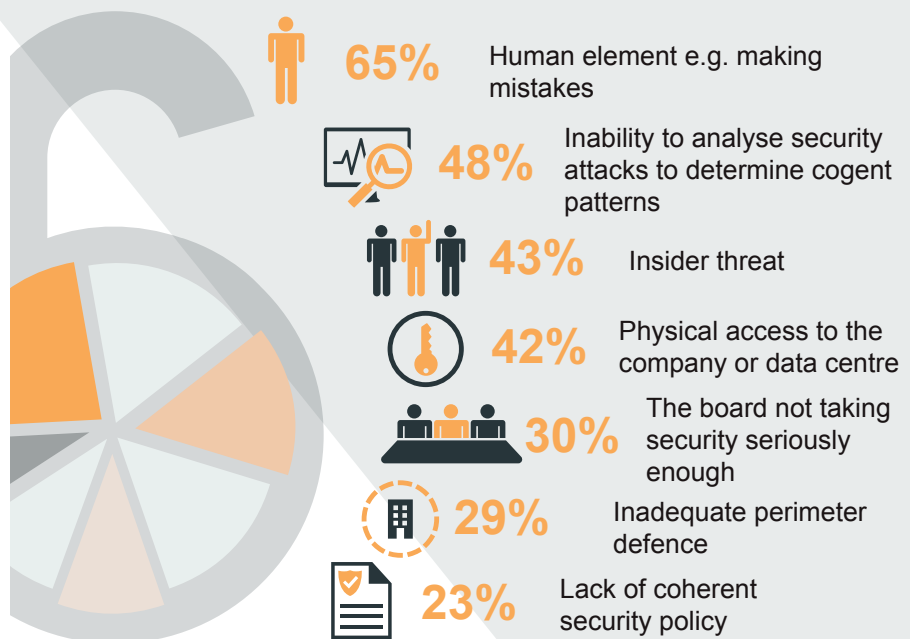 65%
Human element e.g. making
mistakes
48%
Inability to analyse security
attacks to determine cogent
patterns
43%
Insider threat
42%
Physical access to the
company or data centre
30%
The board not taking
security seriously
enough
29%
Inadequate perimeter
defence
23%
Lack of coherent
security policy